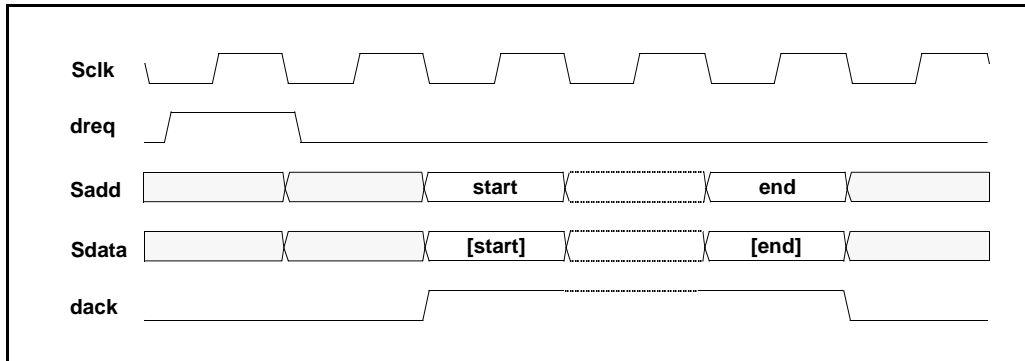 Sclk
dreq
Sadd start end
Sdata [start] [end]
dack